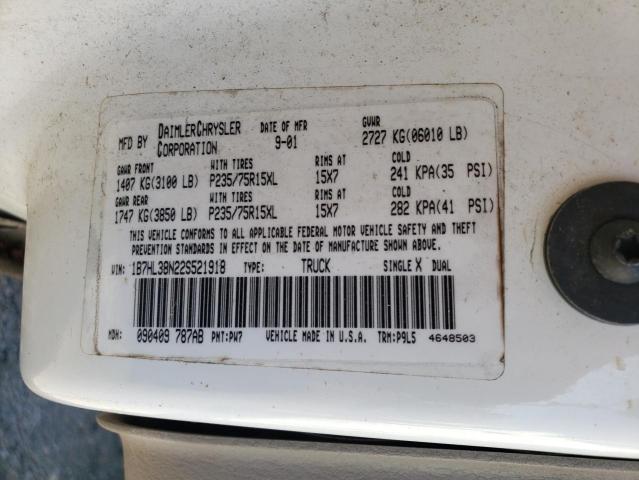 MFD BY DAIMLERCHRYSLER CORPORATION DATE OF MFR 9-01 GVWR 2727 KG(06010 LB)
GAWR FRONT WITH TIRES RIMS AT COLD
1407 KG(3100 LB) P235/75R15XL 15X7 241 KPA(35 PSI)
GAWR REAR WITH TIRES RIMS AT COLD
1747 KG(3850 LB) P235/75R15XL 15X7 282 KPA(41 PSI)
THIS VEHICLE CONFORMS TO ALL APPLICABLE FEDERAL MOTOR VEHICLE SAFETY AND THEFT
PREVENTION STANDARDS IN EFFECT ON THE DATE OF MANUFACTURE SHOWN ABOVE.
VIN: 1B7HL38N22S521918 TYPE: TRUCK SINGLE X DUAL
MDH: 090409 787AB PNT:PW7 VEHICLE MADE IN U.S.A. TRM:P9L5 4648503